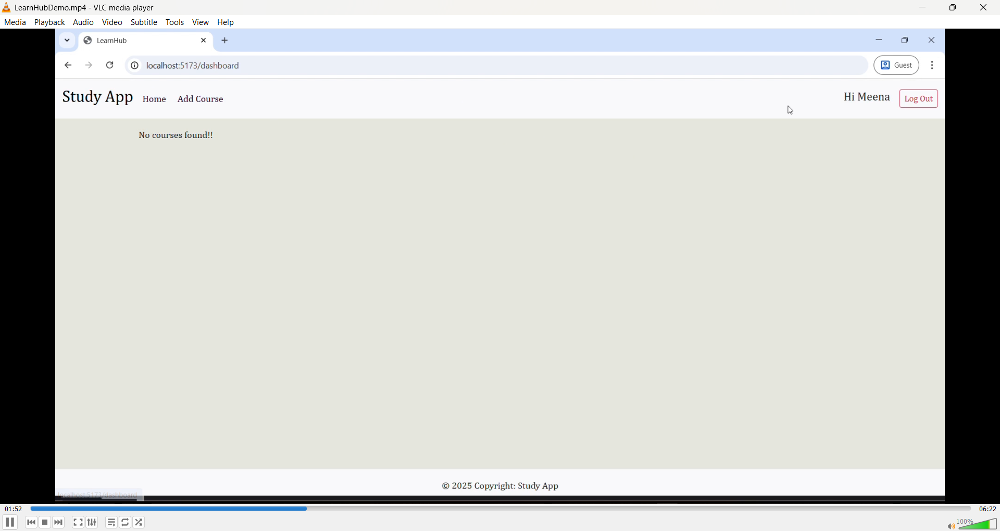 LearnHubDemo.mp4 - VLC media player
Media Playback Audio Video Subtitle Tools View Help
LearnHub
localhost:5173/dashboard
Guest
Study App Home Add Course Hi Meena Log Out
No courses found!!
© 2025 Copyright: Study App
localhost:5173/dashboard
01:52 06:22
100%